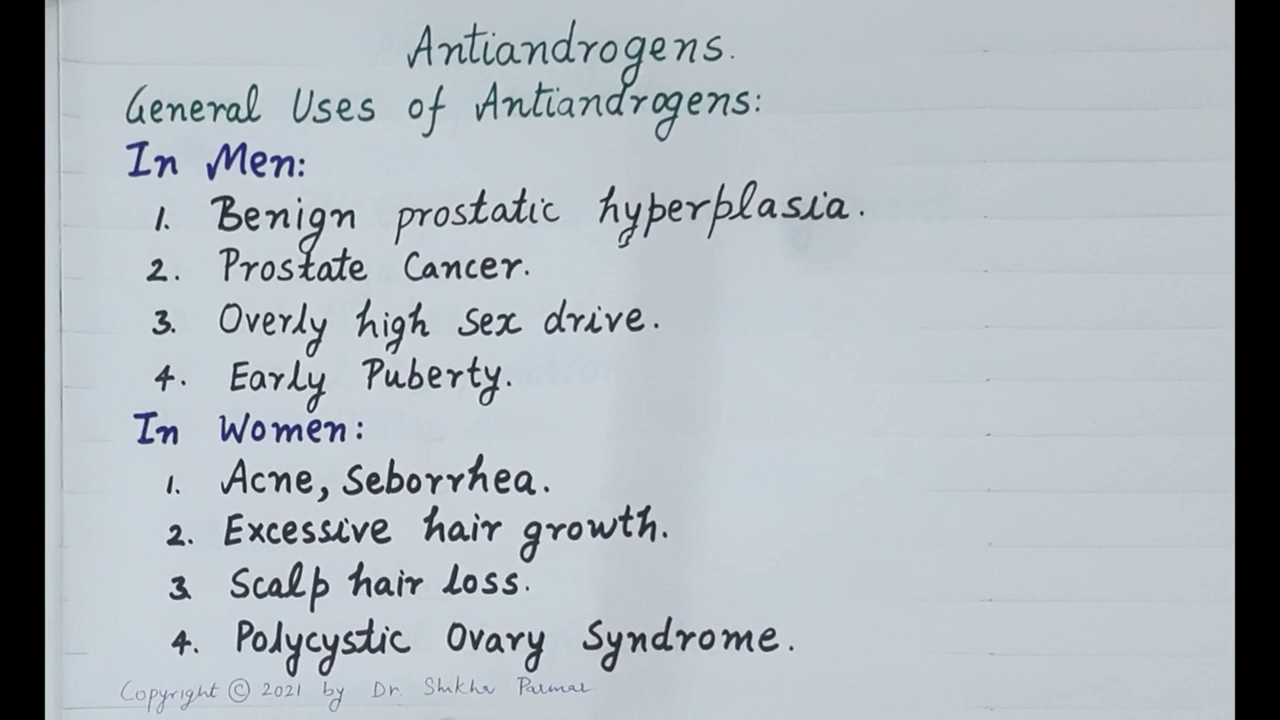 Antiandrogens.
General Uses of Antiandrogens:
In Men:
1. Benign prostatic hyperplasia.
2. Prostate Cancer.
3. Overly high sex drive.
4. Early Puberty.
In Women:
1. Acne, Seborrhea.
2. Excessive hair growth.
3 Scalp hair loss.
4. Polycystic Ovary Syndrome.
Copyright © 2021 by Dr. Shikha Parmar